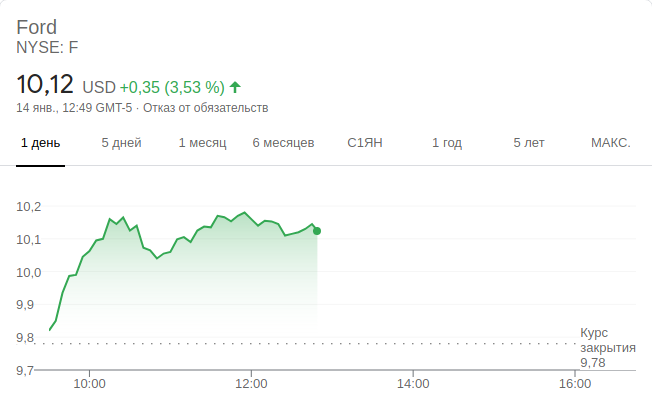 Ford
NYSE: F
10,12 USD +0,35 (3,53 %)
14 янв., 12:49 GMT-5 · Отказ от обязательств
1 день 5 дней 1 месяц 6 месяцев С1ЯН 1 год 5 лет МАКС.
10,2
10,1
10,0
9,9
9,8
9,7
Курс
закрытия
9,78
10:00 12:00 14:00 16:00